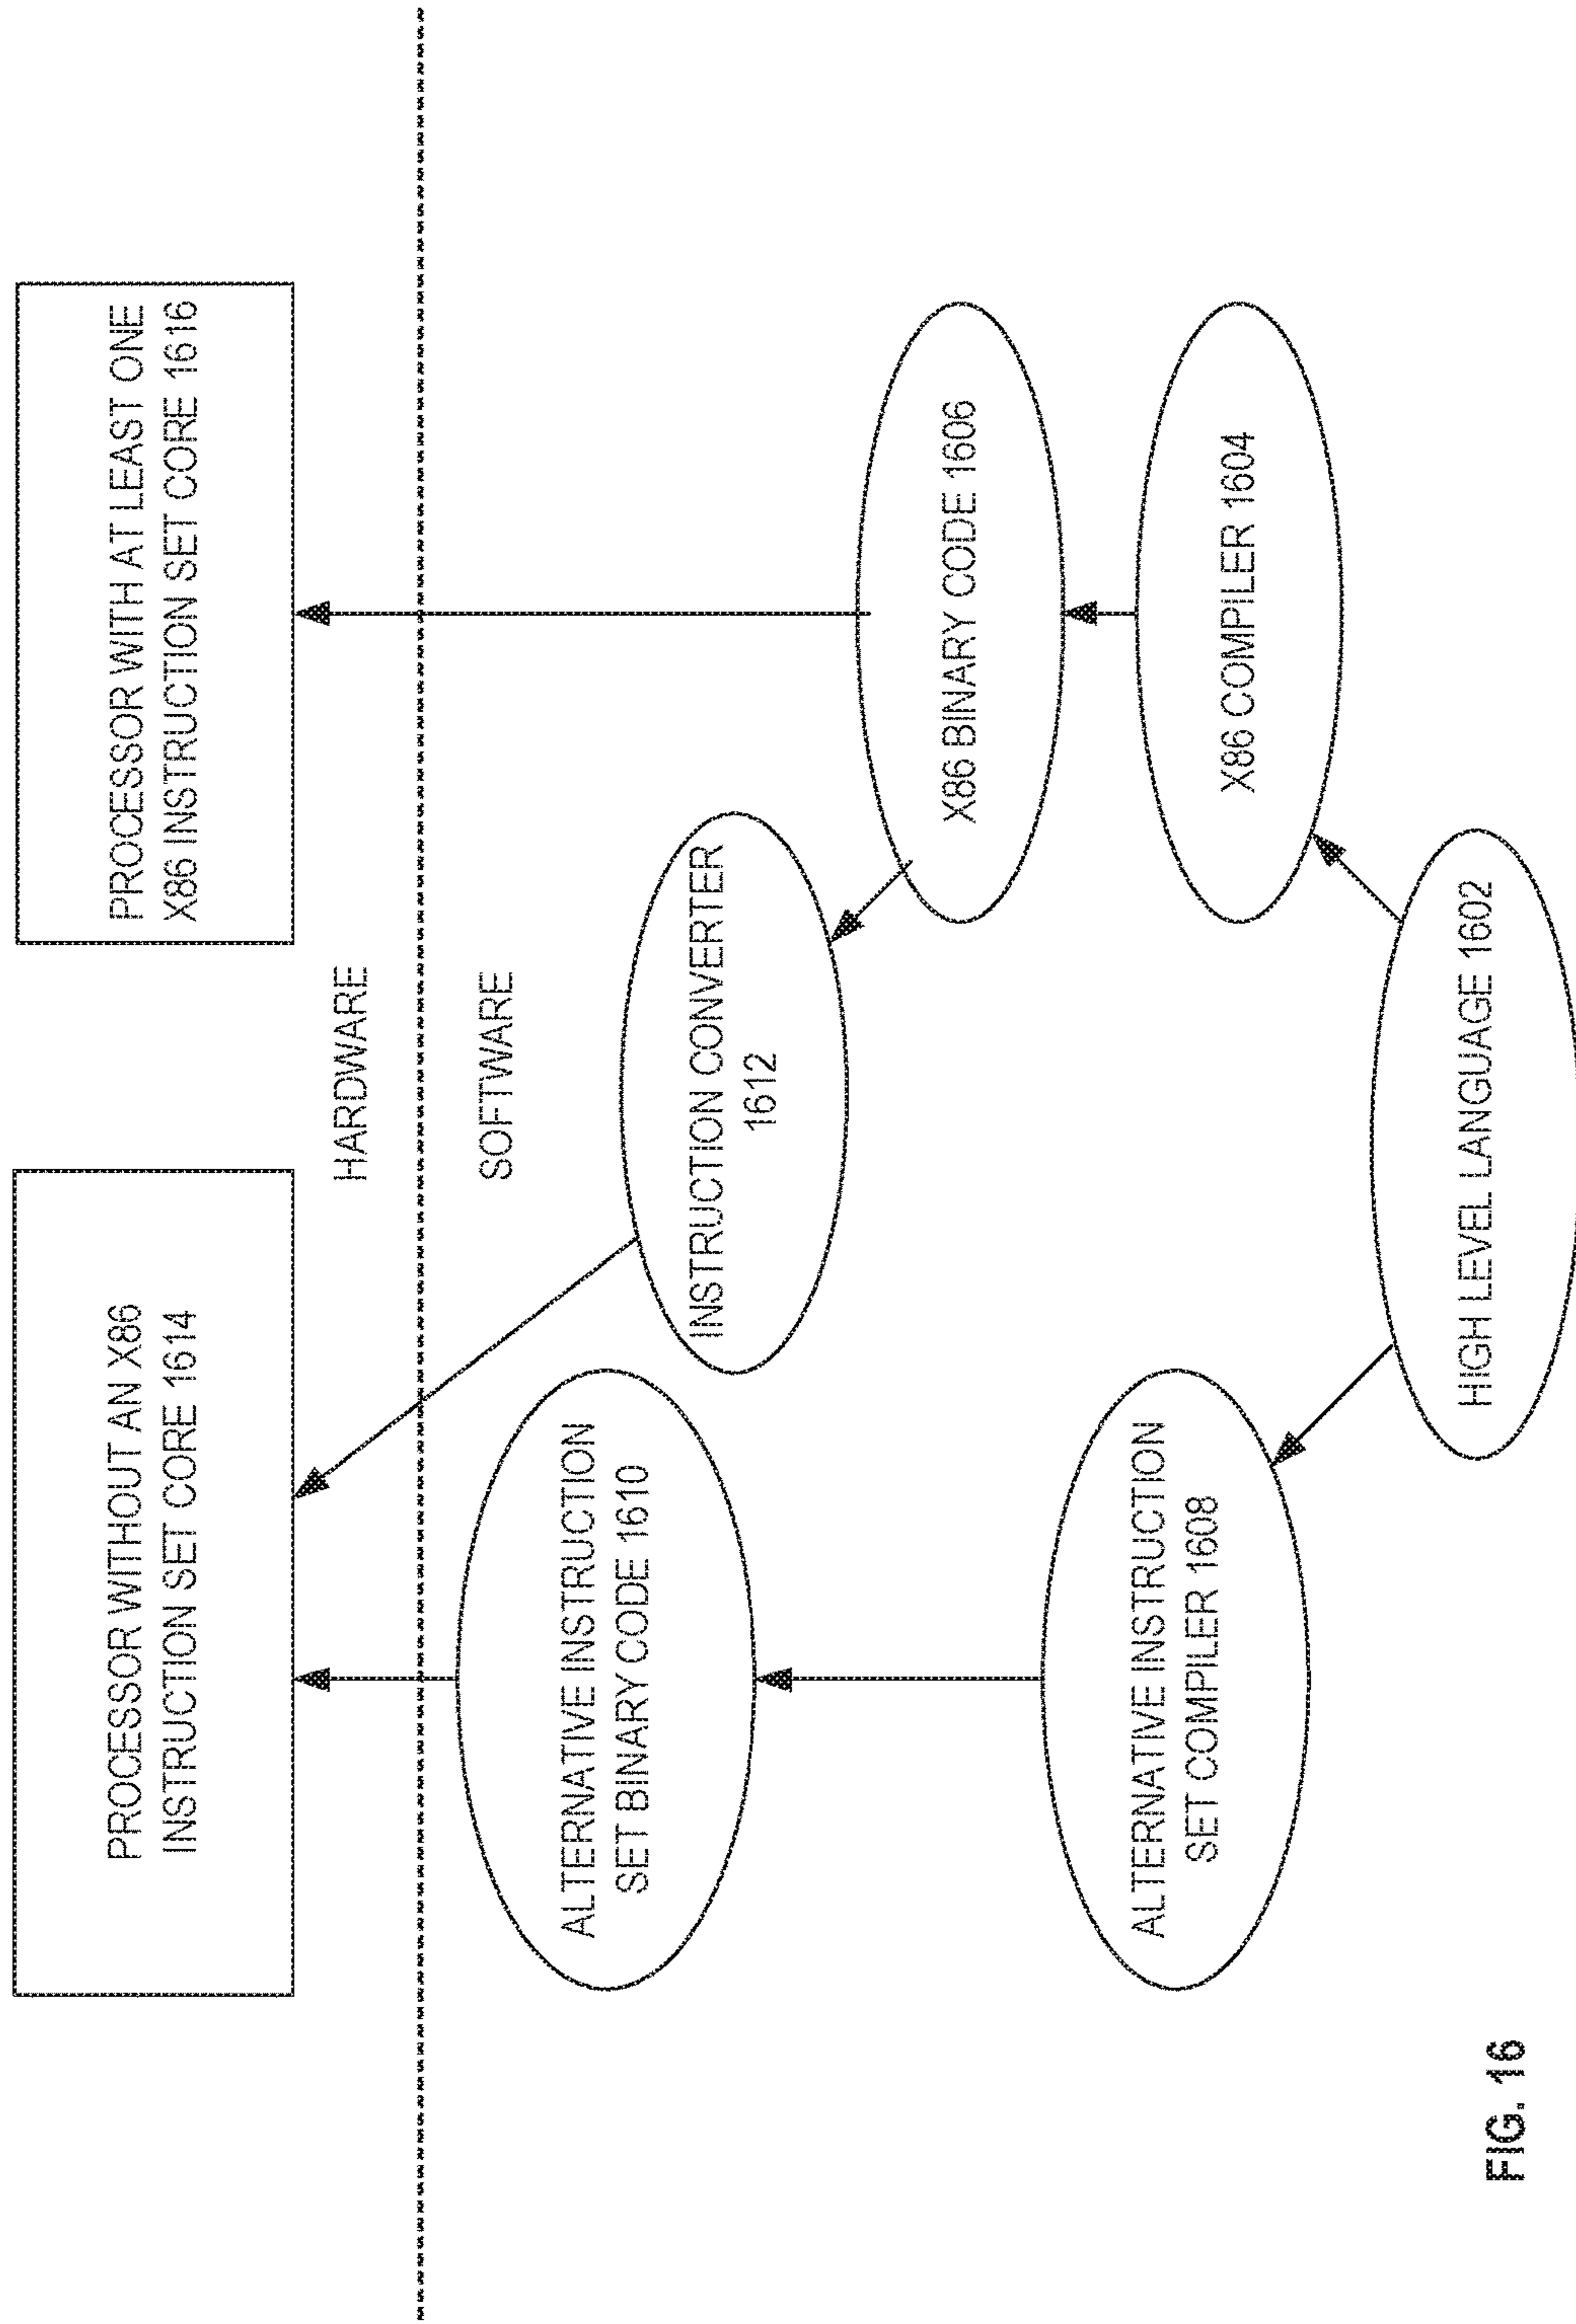 PROCESSOR WITHOUT AN X86
INSTRUCTION SET CORE 1614
PROCESSOR WITH AT LEAST ONE
X86 INSTRUCTION SET CORE 1616
HARDWARE
SOFTWARE
ALTERNATIVE INSTRUCTION
SET BINARY CODE 1610
INSTRUCTION CONVERTER
1612
X86 BINARY CODE 1606
ALTERNATIVE INSTRUCTION
SET COMPILER 1608
X86 COMPILER 1604
HIGH LEVEL LANGUAGE 1602
FIG. 16